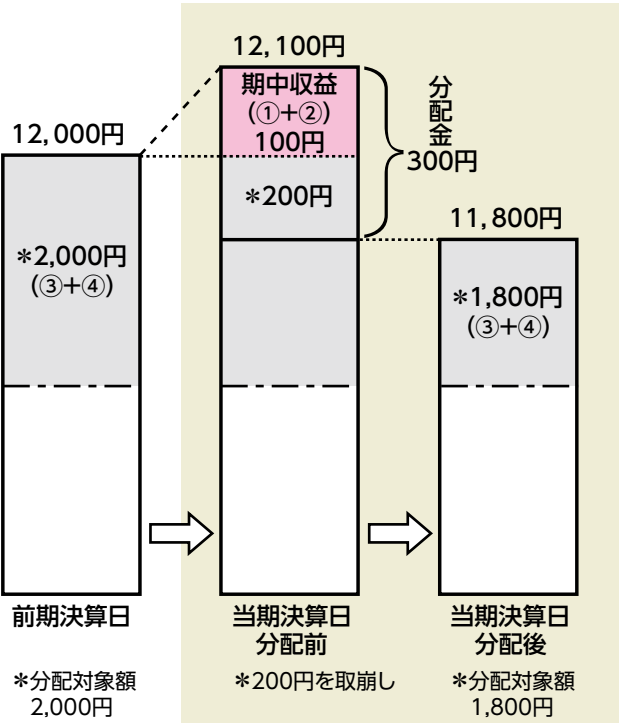 12,000円
*2,000円
(③+④)
前期決算日
*分配対象額
2,000円
12,100円
期中収益
(①+②)
100円
*200円
分配金
300円
当期決算日
分配前
*200円を取崩し
11,800円
*1,800円
(③+④)
当期決算日
分配後
*分配対象額
1,800円